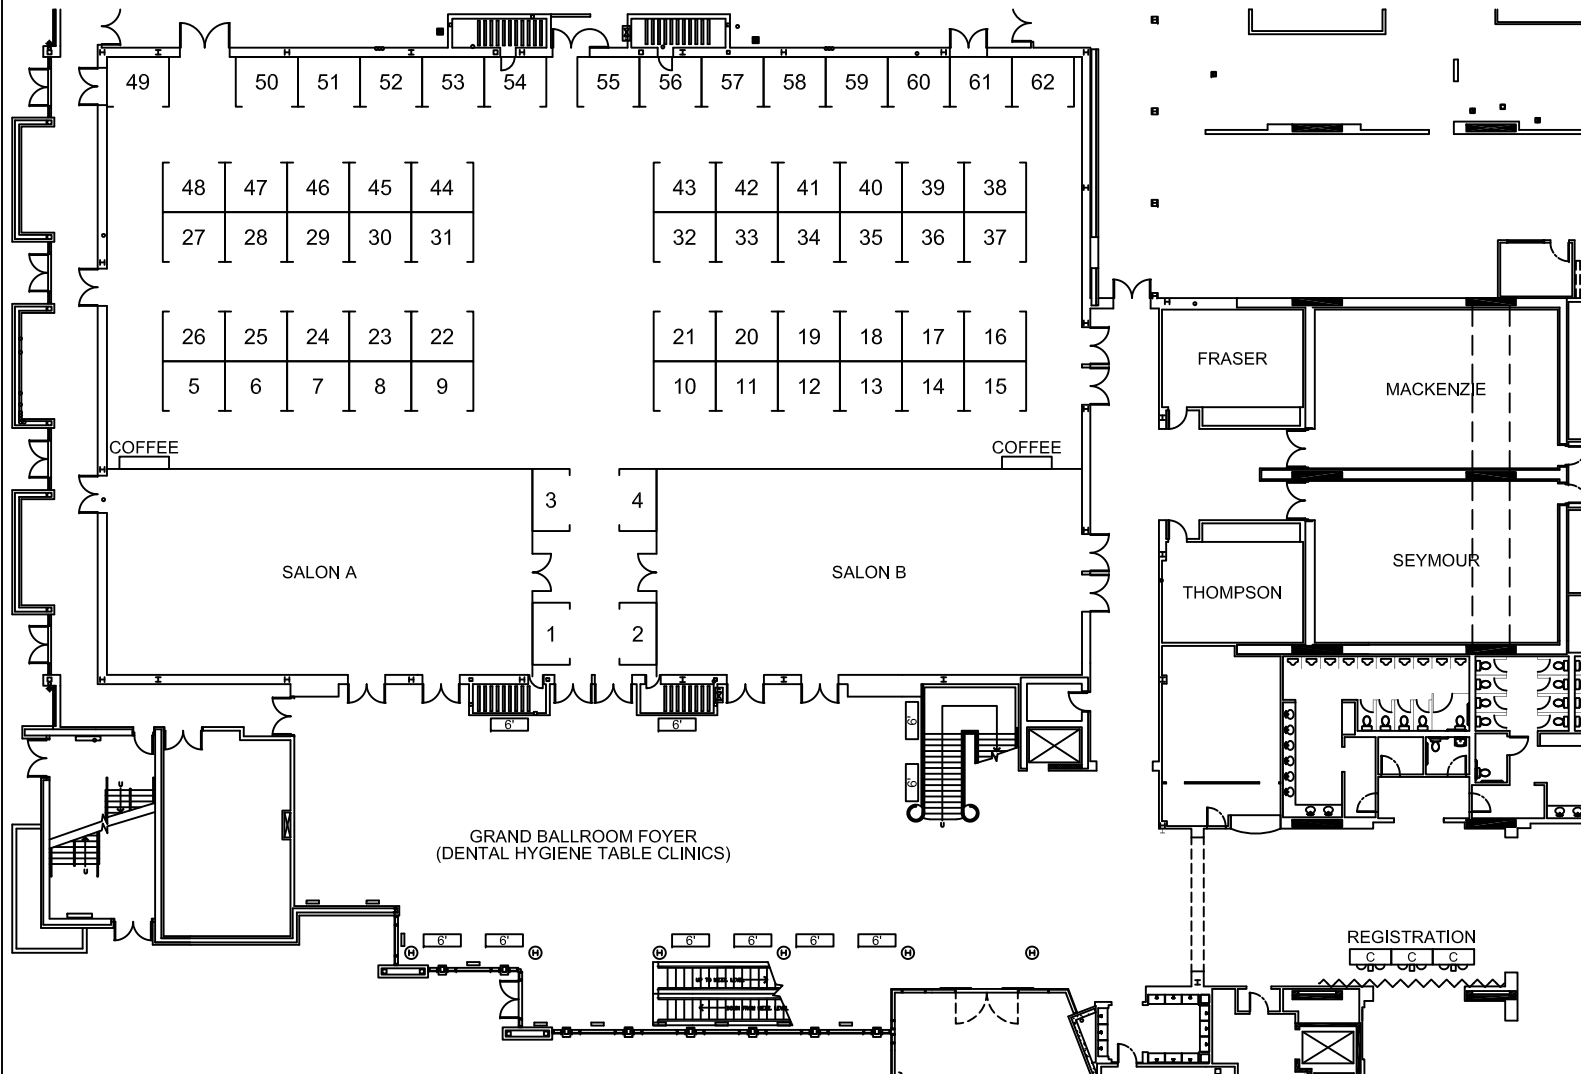 49 50 51 52 53 54 55 56 57 58 59 60 61 62
48 47 46 45 44 43 42 41 40 39 38
27 28 29 30 31 32 33 34 35 36 37
26 25 24 23 22 21 20 19 18 17 16
5 6 7 8 9 10 11 12 13 14 15
FRASER
MACKENZIE
COFFEE
COFFEE
3 4
SALON A
SALON B
SEYMOUR
THOMPSON
1 2
6' 6' 6'
6'
U
U
U
GRAND BALLROOM FOYER
(DENTAL HYGIENE TABLE CLINICS)
6' 6' 6' 6' 6' 6'
H H H H H H
REGISTRATION
C C C